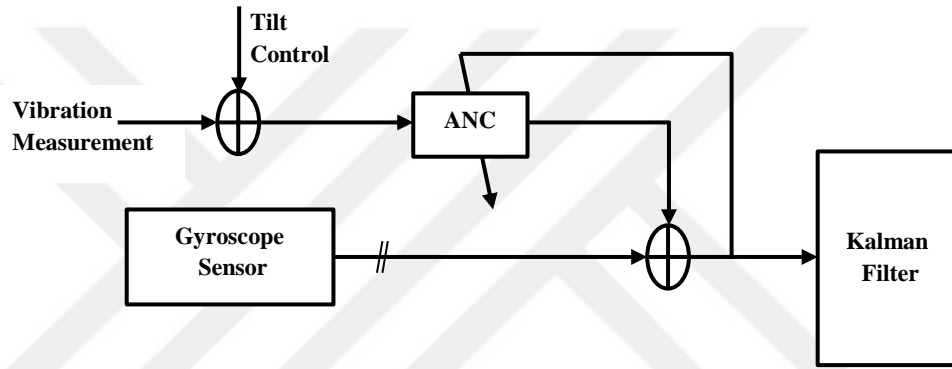 Tilt
Control
Vibration
Measurement
ANC
Gyroscope
Sensor
Kalman
Filter